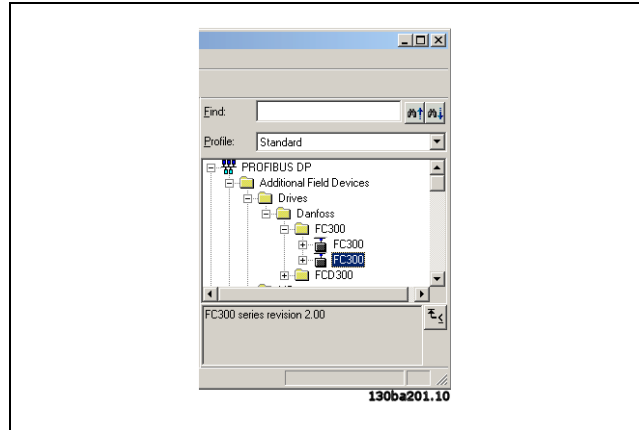 Find:
Profile: Standard
PROFIBUS DP
Additional Field Devices
Drives
Danfoss
FC300
FC300
FC300
FCD300
FC300 series revision 2.00
130ba201.10